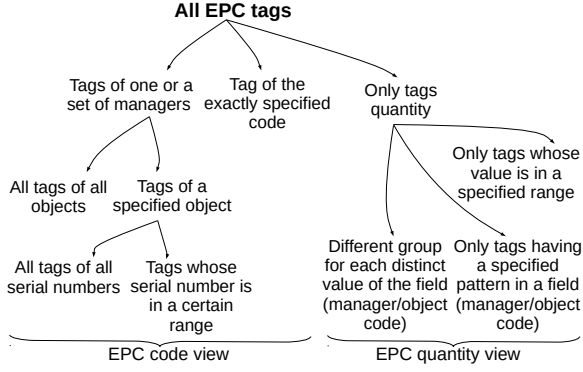 All EPC tags
Tags of one or a
set of managers
Tag of the
exactly specified
code
Only tags
quantity
All tags of all
objects
Tags of a
specified object
Only tags whose
value is in a
specified range
All tags of all
serial numbers
Tags whose
serial number is
in a certain
range
Different group
for each distinct
value of the field
(manager/object
code)
Only tags having
a specified
pattern in a field
(manager/object
code)
EPC code view
EPC quantity view